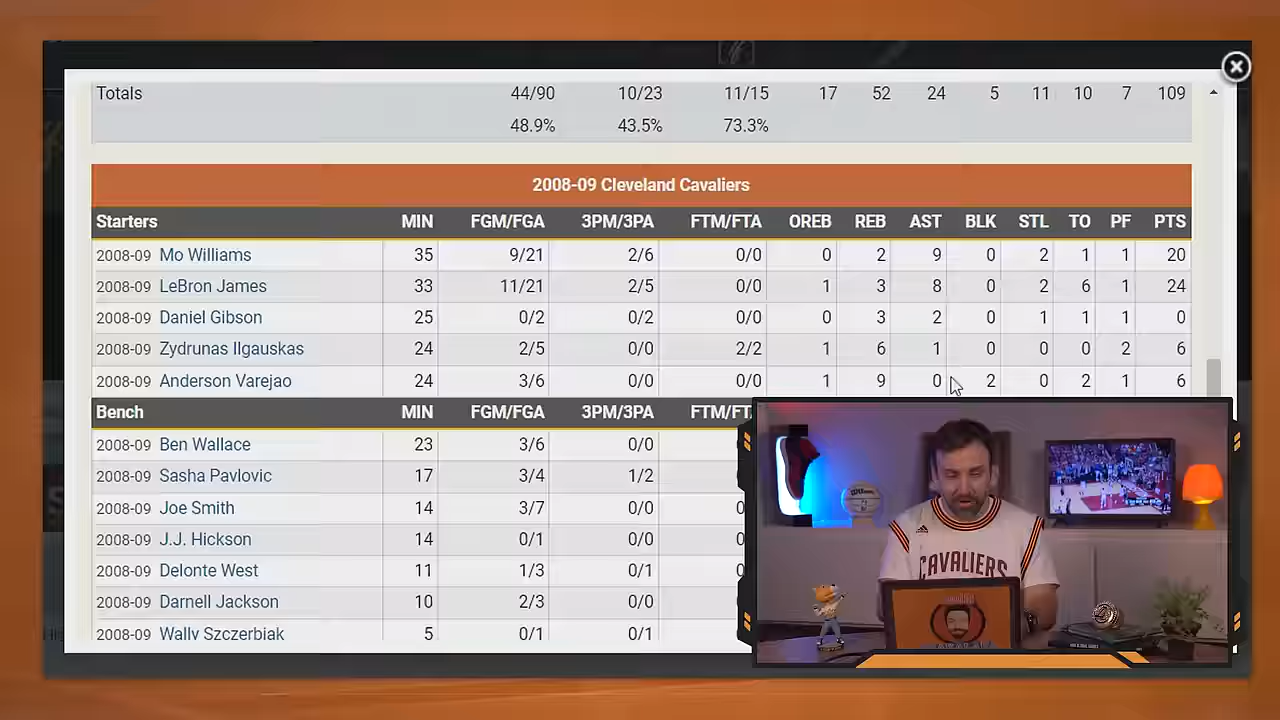 Totals 44/90 10/23 11/15 17 52 24 5 11 10 7 109
48.9% 43.5% 73.3%
2008-09 Cleveland Cavaliers
Starters MIN FGM/FGA 3PM/3PA FTM/FTA OREB REB AST BLK STL TO PF PTS
2008-09 Mo Williams 35 9/21 2/6 0/0 0 2 9 0 2 1 1 20
2008-09 LeBron James 33 11/21 2/5 0/0 1 3 8 0 2 6 1 24
2008-09 Daniel Gibson 25 0/2 0/2 0/0 0 3 2 0 1 1 1 0
2008-09 Zydrunas Ilgauskas 24 2/5 0/0 2/2 1 6 1 0 0 0 2 6
2008-09 Anderson Varejao 24 3/6 0/0 0/0 1 9 0 2 0 2 1 6
Bench MIN FGM/FGA 3PM/3PA FTM/FT
2008-09 Ben Wallace 23 3/6 0/0 0
2008-09 Sasha Pavlovic 17 3/4 1/2 0
2008-09 Joe Smith 14 3/7 0/0 0
2008-09 J.J. Hickson 14 0/1 0/0 0
2008-09 Delonte West 11 1/3 0/1 0
2008-09 Darnell Jackson 10 2/3 0/0 0
2008-09 Wally Szczerbiak 5 0/1 0/1
CAVALIERS